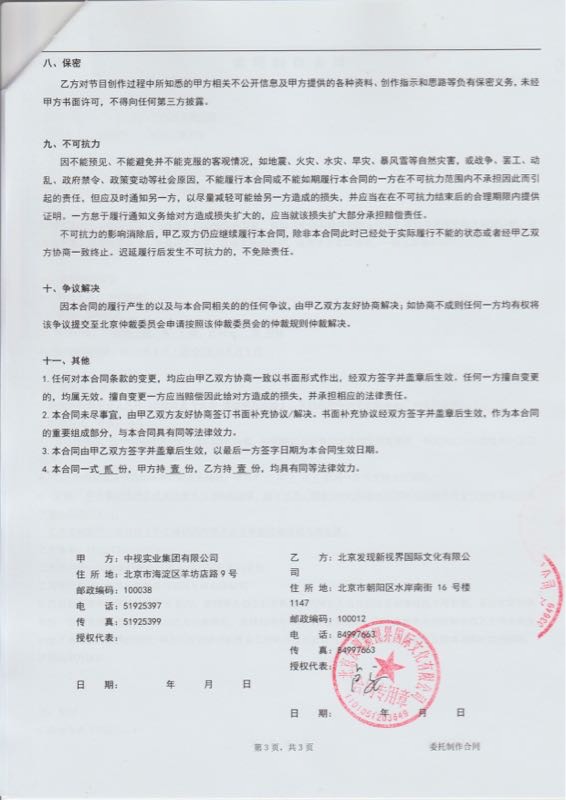 八、保密
乙方对节目创作过程中所知悉的甲方相关不公开信息及甲方提供的各种资料、创作指示和思路等负有保密义务，未经
甲方书面许可，不得向任何第三方披露。
九、不可抗力
因不能预见、不能避免并不能克服的客观情况，如地震、火灾、水灾、旱灾、暴风雪等自然灾害，或战争、罢工、动
乱、政府禁令、政策变动等社会原因，不能履行本合同或不能如期履行本合同的一方在不可抗力范围内不承担因此而引
起的责任，但应及时通知另一方，以尽量减轻可能给另一方造成的损失，并应当在在不可抗力结束后的合理期限内提供
证明。一方怠于履行通知义务给对方造成损失扩大的，应当就该损失扩大部分承担赔偿责任。
不可抗力的影响消除后，甲乙双方仍应继续履行本合同，除非本合同此时已经处于实际履行不能的状态或者经甲乙双
方协商一致终止。迟延履行后发生不可抗力的，不免除责任。
十、争议解决
因本合同的履行产生的以及与本合同相关的的任何争议，由甲乙双方友好协商解决；如协商不成则任何一方均有权将
该争议提交至北京仲裁委员会申请按照该仲裁委员会的仲裁规则仲裁解决。
十一、其他
1.任何对本合同条款的变更，均应由甲乙双方协商一致以书面形式作出，经双方签字并盖章后生效。任何一方擅自变更
的，均属无效。擅自变更一方应当赔偿因此给对方造成的损失，并承担相应的法律责任。
2.本合同未尽事宜，由甲乙双方友好协商签订书面补充协议/解决。书面补充协议经双方签字并盖章后生效，作为本合同
的重要组成部分，与本合同具有同等法律效力。
3.本合同由甲乙双方签字并盖章后生效，以最后一方签字日期为本合同生效日期。
4.本合同一式 贰 份，甲方持 壹 份，乙方持 壹 份，均具有同等法律效力。
甲 方：中视实业集团有限公司
住 所 地：北京市海淀区羊坊店路9号
邮政编码：100038
电 话：51925397
传 真：51925399
授权代表：
日 期： 年 月 日
乙 方：北京发现新视界国际文化有限公
司
住 所 地：北京市朝阳区水岸南街 16 号楼
1147
邮政编码：100012
电 话：84997663
传 真：84997663
授权代表：
日 期： 年 月 日
北京发现新视界国际文化有限公司
合同专用章
1101051283649
第3页，共3页
委托制作合同